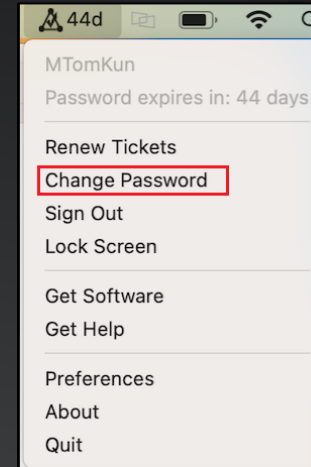 44d
MTomKun
Password expires in: 44 days
Renew Tickets
Change Password
Sign Out
Lock Screen
Get Software
Get Help
Preferences
About
Quit